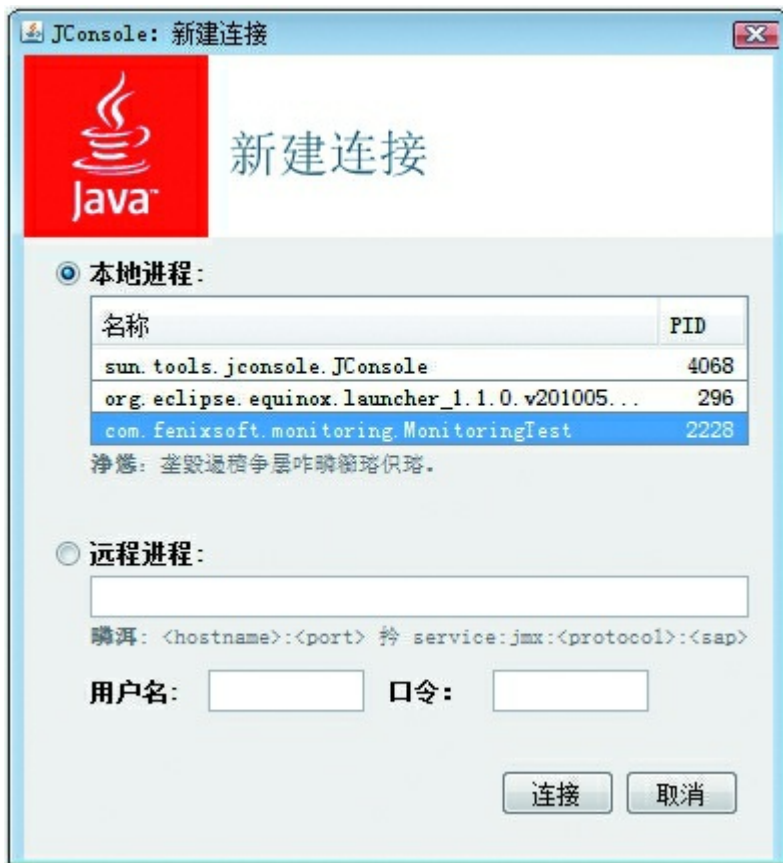 JConsole: 新建连接
Java™
新建连接
本地进程:
名称 PID
sun.tools.jconsole.JConsole 4068
org.eclipse.equinox.launcher_1.1.0.v201005... 296
com.fenixsoft.monitoring.MonitoringTest 2228
远程进程:
: <hostname>:<port> service:jmx:<protocol>:<sap>
用户名: 口令:
连接 取消